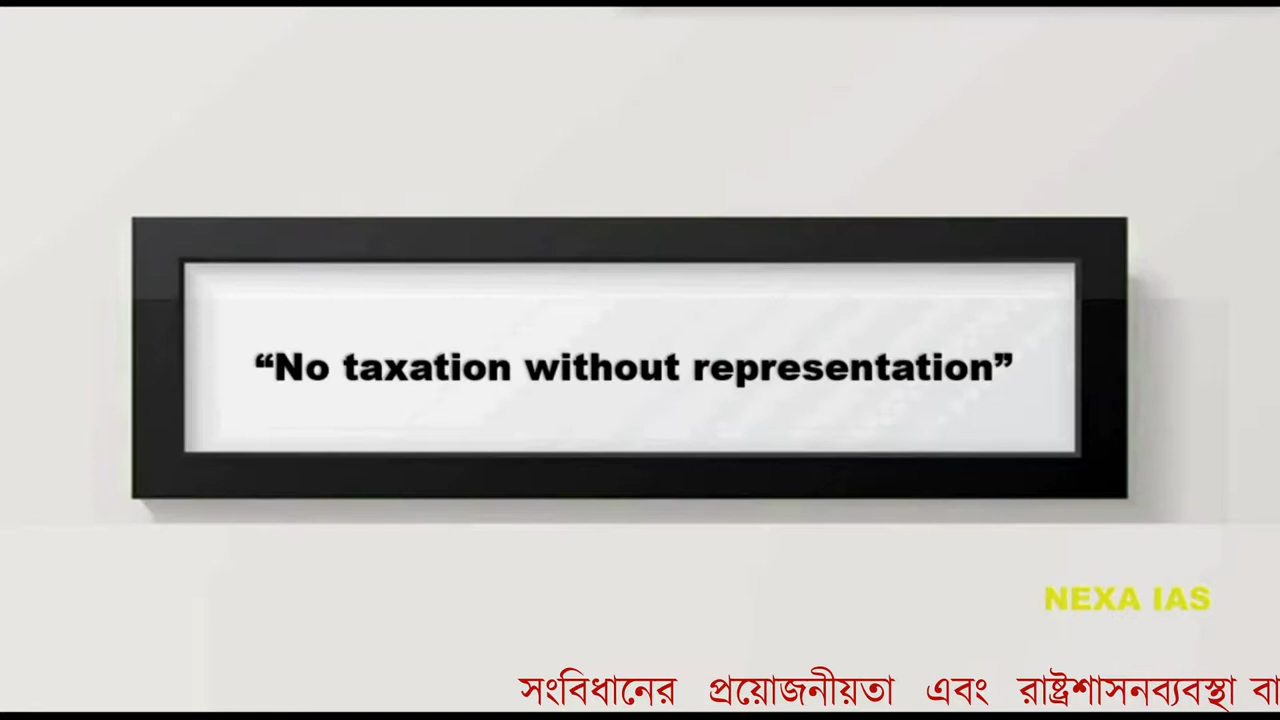 “No taxation without representation”
NEXA IAS
সংবিধানের প্রয়োজনীয়তা এবং রাষ্ট্রশাসনব্যবস্থা বা